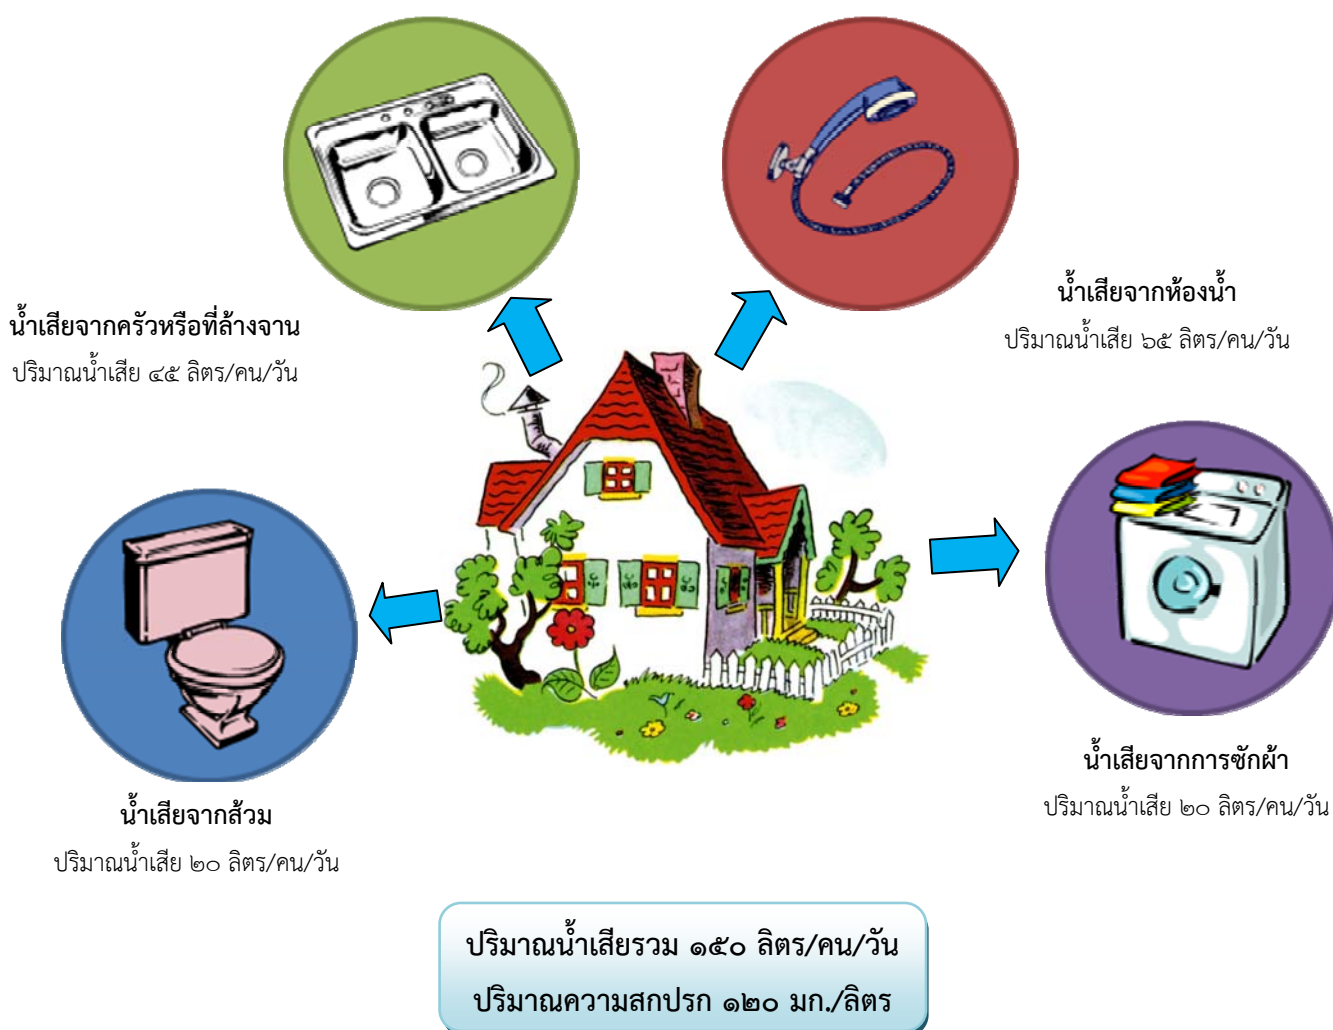 น้ำเสียจากครัวหรือที่ล้างจาน
ปริมาณน้ำเสีย ๔๕ ลิตร/คน/วัน
น้ำเสียจากห้องน้ำ
ปริมาณน้ำเสีย ๖๕ ลิตร/คน/วัน
น้ำเสียจากส้วม
ปริมาณน้ำเสีย ๒๐ ลิตร/คน/วัน
น้ำเสียจากการซักผ้า
ปริมาณน้ำเสีย ๒๐ ลิตร/คน/วัน
ปริมาณน้ำเสียรวม ๑๕๐ ลิตร/คน/วัน
ปริมาณความสกปรก ๑๒๐ มก./ลิตร